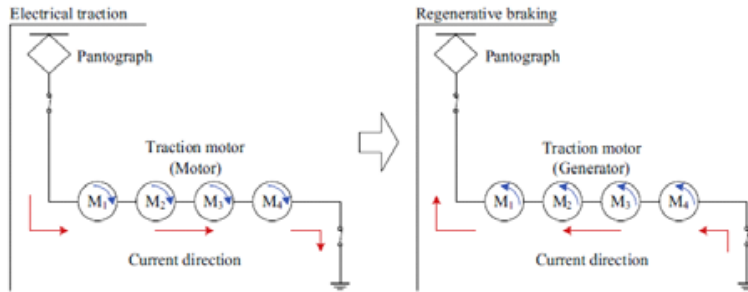 Electrical traction
Pantograph
Traction motor
(Motor)
M1 M2 M3 M4
Current direction
Regenerative braking
Pantograph
Traction motor
(Generator)
M1 M2 M3 M4
Current direction